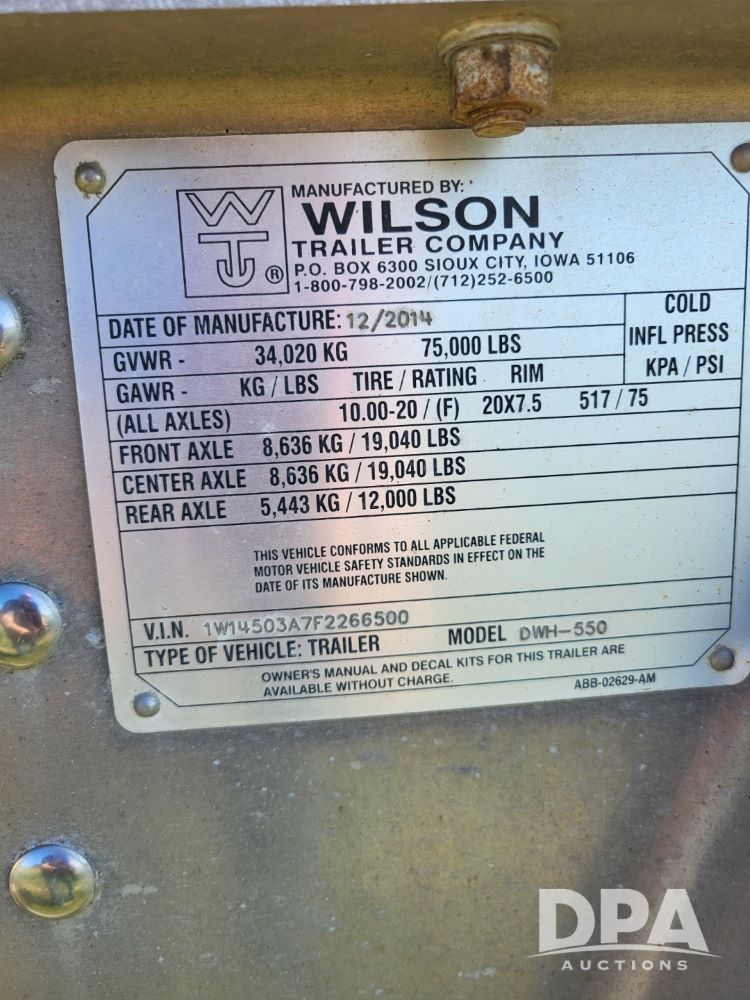 MANUFACTURED BY:
WILSON
TRAILER COMPANY
P.O. BOX 6300 SIOUX CITY, IOWA 51106
1-800-798-2002/(712)252-6500
WT
®
DATE OF MANUFACTURE: 12/2014
COLD
INFL PRESS
KPA / PSI
GVWR - 34,020 KG 75,000 LBS
GAWR - KG / LBS TIRE / RATING RIM
(ALL AXLES) 10.00-20 / (F) 20X7.5 517 / 75
FRONT AXLE 8,636 KG / 19,040 LBS
CENTER AXLE 8,636 KG / 19,040 LBS
REAR AXLE 5,443 KG / 12,000 LBS
THIS VEHICLE CONFORMS TO ALL APPLICABLE FEDERAL
MOTOR VEHICLE SAFETY STANDARDS IN EFFECT ON THE
DATE OF ITS MANUFACTURE SHOWN.
V.I.N. 1W14503A7F2266500
TYPE OF VEHICLE: TRAILER MODEL DWH-550
OWNER'S MANUAL AND DECAL KITS FOR THIS TRAILER ARE
AVAILABLE WITHOUT CHARGE. ABB-02629-AM
DPA
AUCTIONS